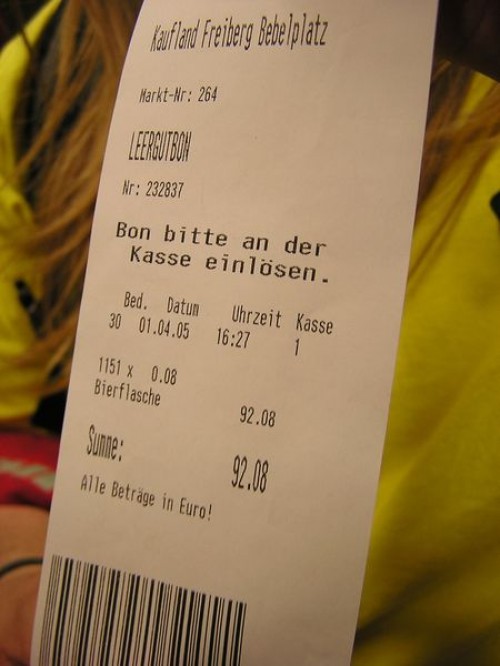 Kaufland Freiberg Bebelplatz
Markt-Nr: 264
LEERGUTBON
Nr: 232837
Bon bitte an der
Kasse einlösen.
Bed. Datum Uhrzeit Kasse
30 01.04.05 16:27 1
1151 x 0.08
Bierflasche 92.08
Summe: 92.08
Alle Beträge in Euro!